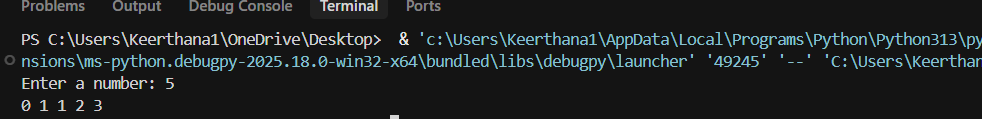 Problems Output Debug Console Terminal Ports
PS C:\Users\Keerthana1\OneDrive\Desktop> & 'c:\Users\Keerthana1\AppData\Local\Programs\Python\Python313\py
nsions\ms-python.debugpy-2025.18.0-win32-x64\bundled\libs\debugpy\launcher' '49245' '--' 'C:\Users\Keerthan
Enter a number: 5
0 1 1 2 3